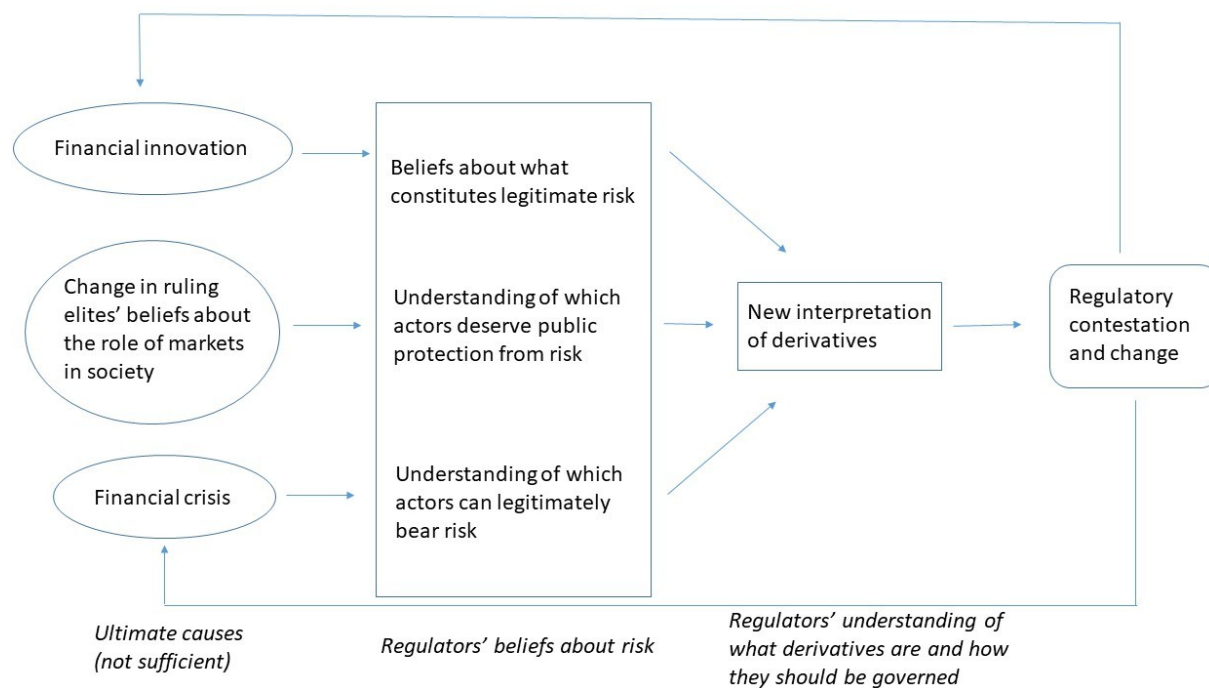 Financial innovation
Change in ruling
elites’ beliefs about
the role of markets
in society
Financial crisis
Ultimate causes
(not sufficient)
Beliefs about what
constitutes legitimate risk
Understanding of which
actors deserve public
protection from risk
Understanding of which
actors can legitimately
bear risk
Regulators’ beliefs about risk
New interpretation
of derivatives
Regulators’ understanding of
what derivatives are and how
they should be governed
Regulatory
contestation
and change